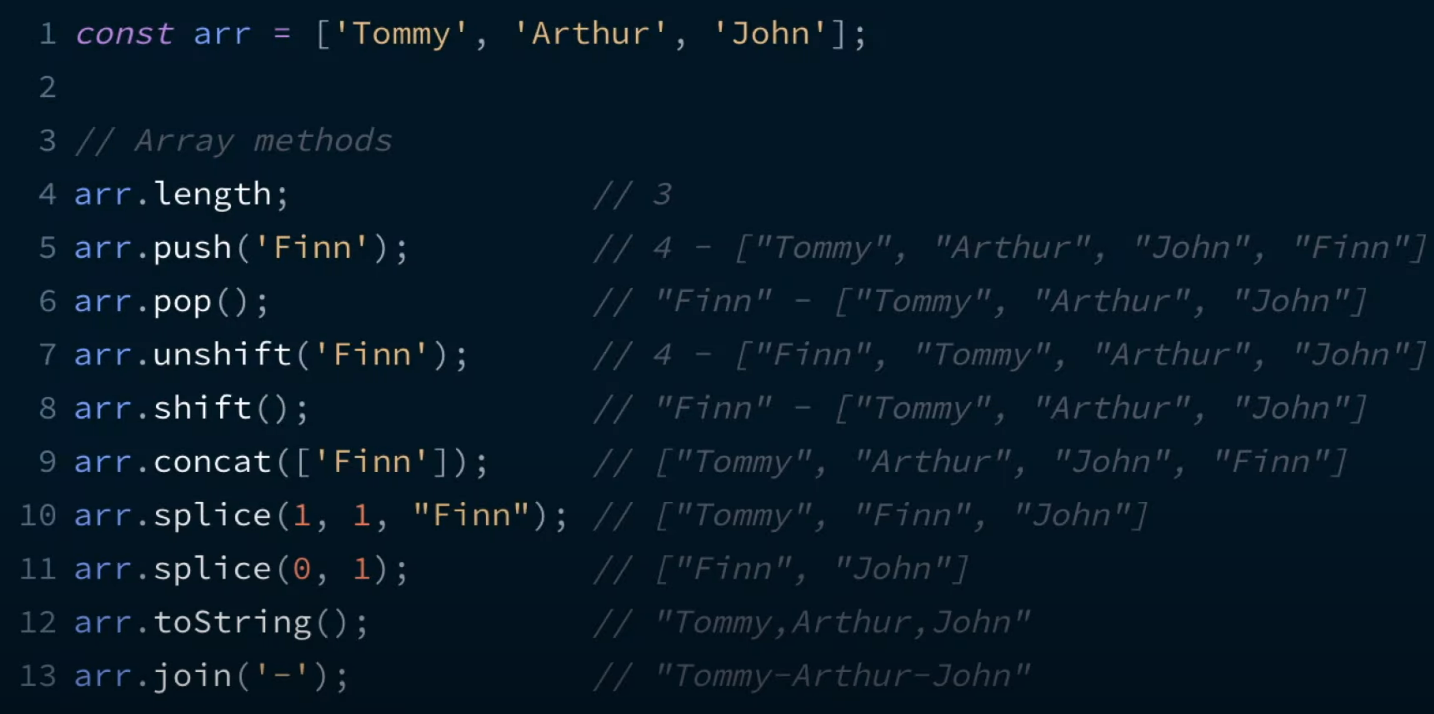 1 const arr = ['Tommy', 'Arthur', 'John'];
2
3 // Array methods
4 arr.length; // 3
5 arr.push('Finn'); // 4 - ["Tommy", "Arthur", "John", "Finn"]
6 arr.pop(); // "Finn" - ["Tommy", "Arthur", "John"]
7 arr.unshift('Finn'); // 4 - ["Finn", "Tommy", "Arthur", "John"]
8 arr.shift(); // "Finn" - ["Tommy", "Arthur", "John"]
9 arr.concat(['Finn']); // ["Tommy", "Arthur", "John", "Finn"]
10 arr.splice(1, 1, "Finn"); // ["Tommy", "Finn", "John"]
11 arr.splice(0, 1); // ["Finn", "John"]
12 arr.toString(); // "Tommy,Arthur,John"
13 arr.join('-'); // "Tommy-Arthur-John"